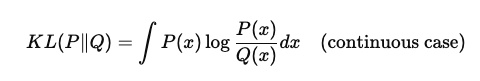 KL(P‖Q) = ∫ P(x) log P(x)/Q(x) dx (continuous case)